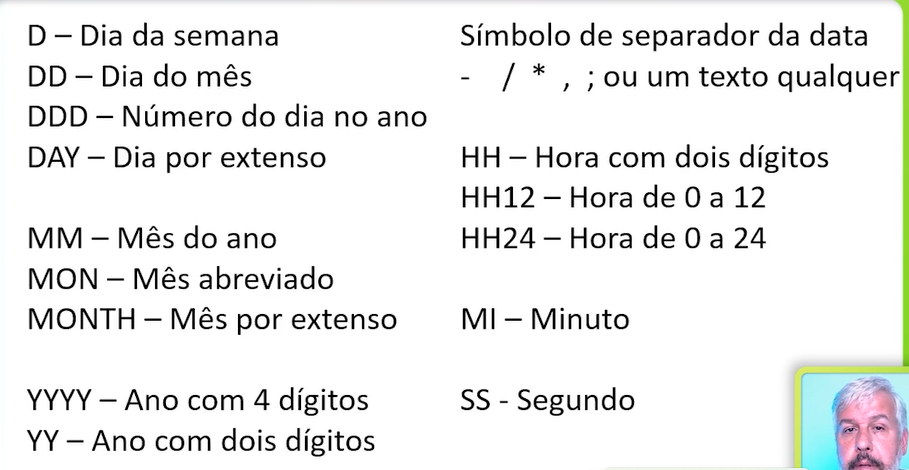 D – Dia da semana
DD – Dia do mês
DDD – Número do dia no ano
DAY – Dia por extenso
MM – Mês do ano
MON – Mês abreviado
MONTH – Mês por extenso
YYYY – Ano com 4 dígitos
YY – Ano com dois dígitos
Símbolo de separador da data
- / * , ; ou um texto qualquer
HH – Hora com dois dígitos
HH12 – Hora de 0 a 12
HH24 – Hora de 0 a 24
MI – Minuto
SS - Segundo